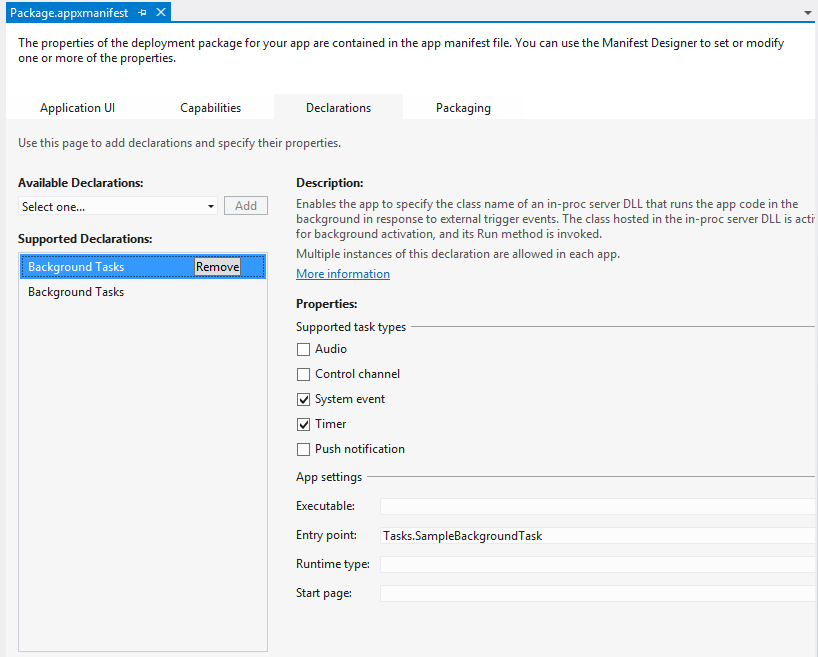 Package.appxmanifest
The properties of the deployment package for your app are contained in the app manifest file. You can use the Manifest Designer to set or modify
one or more of the properties.
Application UI Capabilities Declarations Packaging
Use this page to add declarations and specify their properties.
Available Declarations:
Select one... Add
Supported Declarations:
Background Tasks Remove
Background Tasks
Description:
Enables the app to specify the class name of an in-proc server DLL that runs the app code in the
background in response to external trigger events. The class hosted in the in-proc server DLL is acti
for background activation, and its Run method is invoked.
Multiple instances of this declaration are allowed in each app.
More information
Properties:
Supported task types
Audio
Control channel
System event
Timer
Push notification
App settings
Executable:
Entry point: Tasks.SampleBackgroundTask
Runtime type:
Start page: